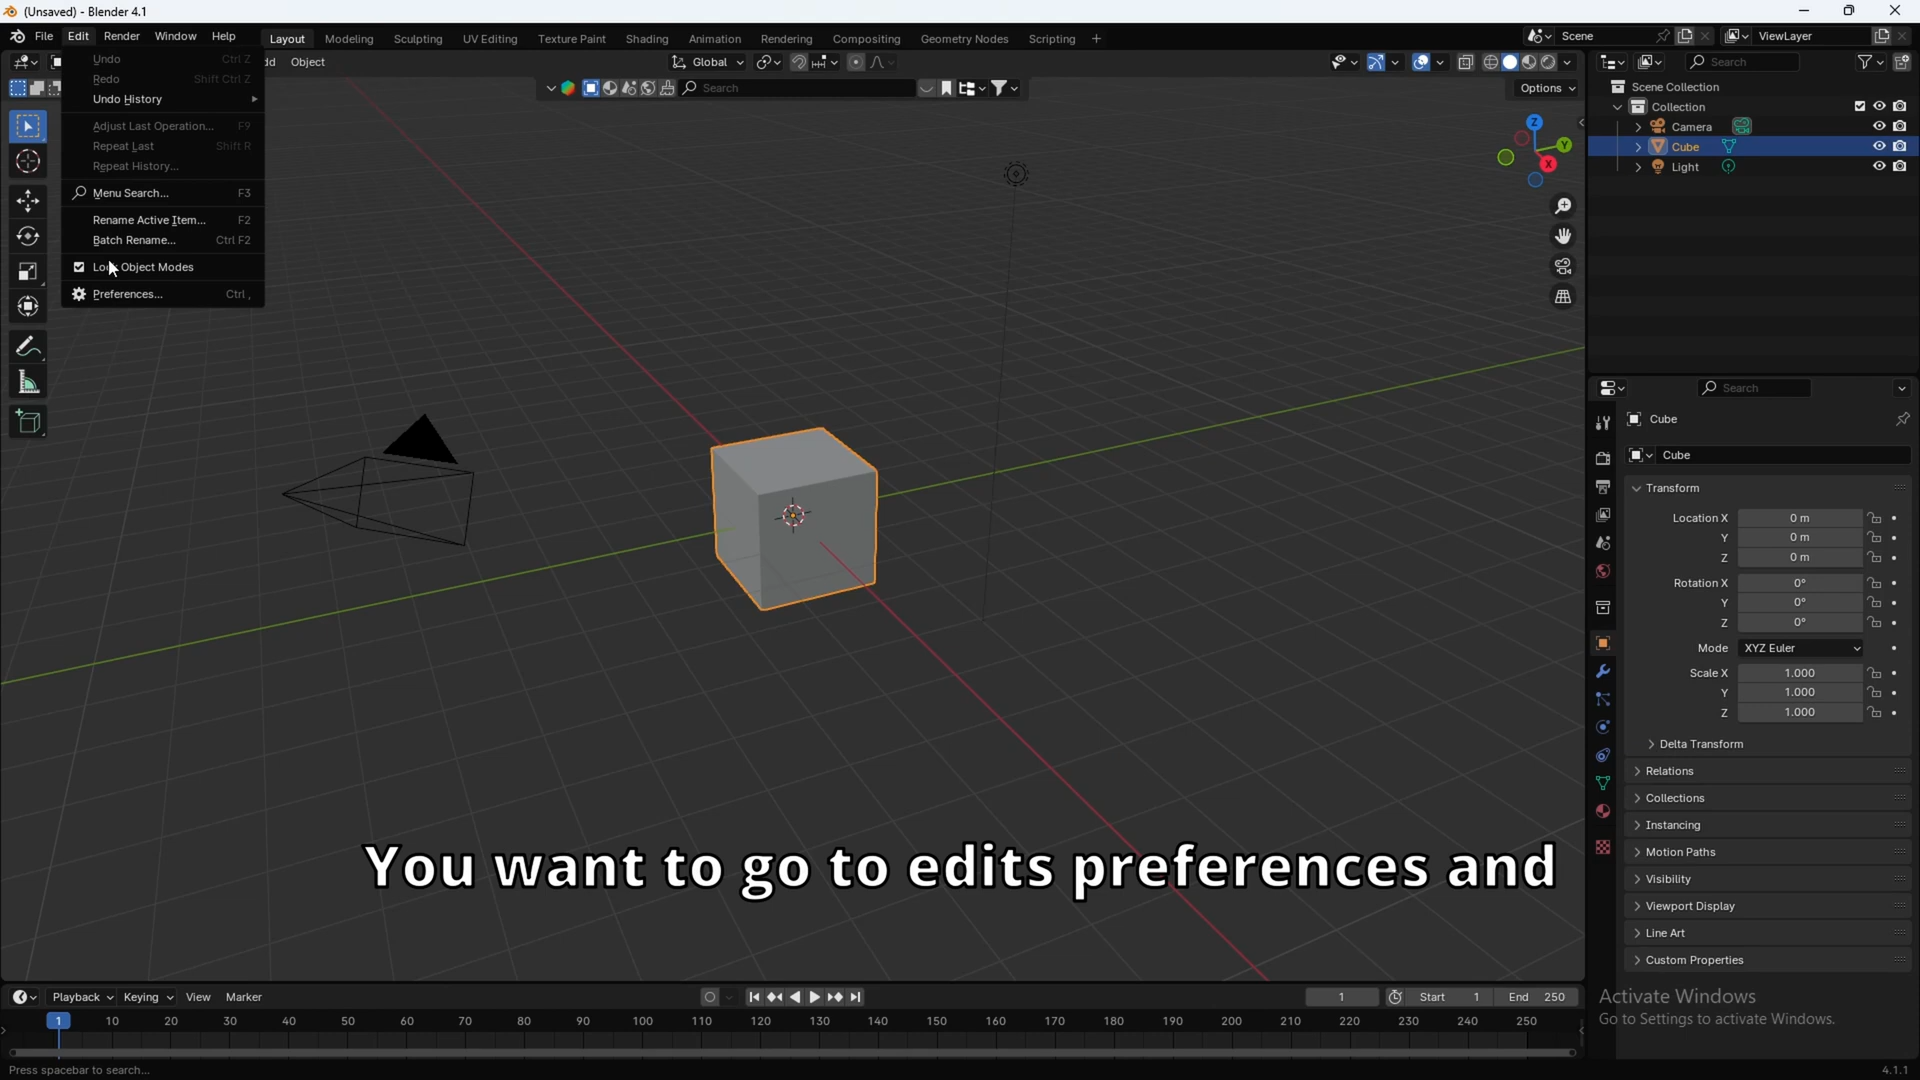 (Unsaved) - Blender 4.1
File Edit Render Window Help
Layout Modeling Sculpting UV Editing Texture Paint Shading Animation Rendering Compositing Geometry Nodes Scripting +
Scene
ViewLayer
Object
Global
Search
Search
Options
Undo Ctrl Z
Redo Shift Ctrl Z
Undo History
Adjust Last Operation... F9
Repeat Last Shift R
Repeat History...
Menu Search... F3
Rename Active Item... F2
Batch Rename... Ctrl F2
Object Modes
Preferences... Ctrl ,
Z
Y
X
Scene Collection
Collection
Camera
Cube
Light
Search
Cube
Cube
Transform
Location X 0 m
Y 0 m
Z 0 m
Rotation X 0°
Y 0°
Z 0°
Mode XYZ Euler
Scale X 1.000
Y 1.000
Z 1.000
Delta Transform
Relations
Collections
Instancing
Motion Paths
Visibility
Viewport Display
Line Art
Custom Properties
You want to go to edits preferences and
Playback Keying View Marker
1
Start 1
End 250
1 10 20 30 40 50 60 70 80 90 100 110 120 130 140 150 160 170 180 190 200 210 220 230 240 250
Activate Windows
Go to Settings to activate Windows.
Press spacebar to search...
4.1.1